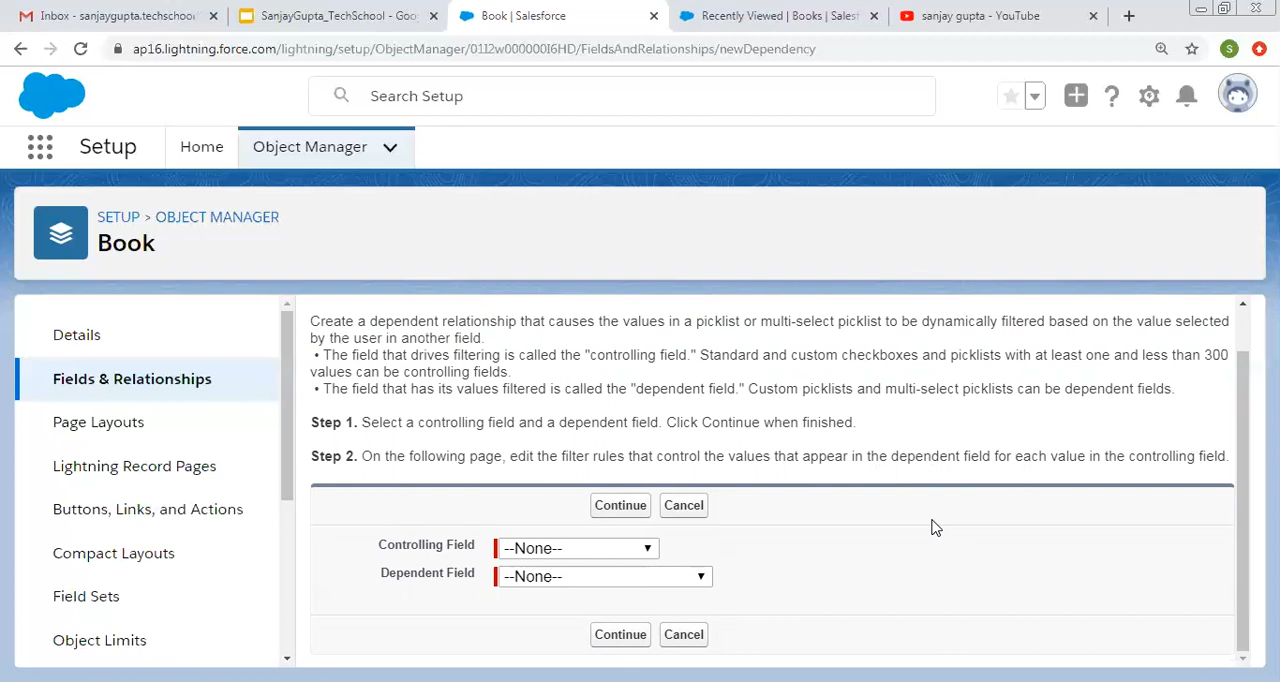 Inbox - sanjaygupta.techschool
SanjayGupta_TechSchool - Goo
Book | Salesforce
Recently Viewed | Books | Salesf
sanjay gupta - YouTube
ap16.lightning.force.com/lightning/setup/ObjectManager/01I2w000000I6HD/FieldsAndRelationships/newDependency
S
Search Setup
Setup
Home
Object Manager
SETUP > OBJECT MANAGER
Book
Details
Fields & Relationships
Page Layouts
Lightning Record Pages
Buttons, Links, and Actions
Compact Layouts
Field Sets
Object Limits
Create a dependent relationship that causes the values in a picklist or multi-select picklist to be dynamically filtered based on the value selected
by the user in another field.
• The field that drives filtering is called the "controlling field." Standard and custom checkboxes and picklists with at least one and less than 300
values can be controlling fields.
• The field that has its values filtered is called the "dependent field." Custom picklists and multi-select picklists can be dependent fields.
Step 1. Select a controlling field and a dependent field. Click Continue when finished.
Step 2. On the following page, edit the filter rules that control the values that appear in the dependent field for each value in the controlling field.
Continue Cancel
Controlling Field --None--
Dependent Field --None--
Continue Cancel